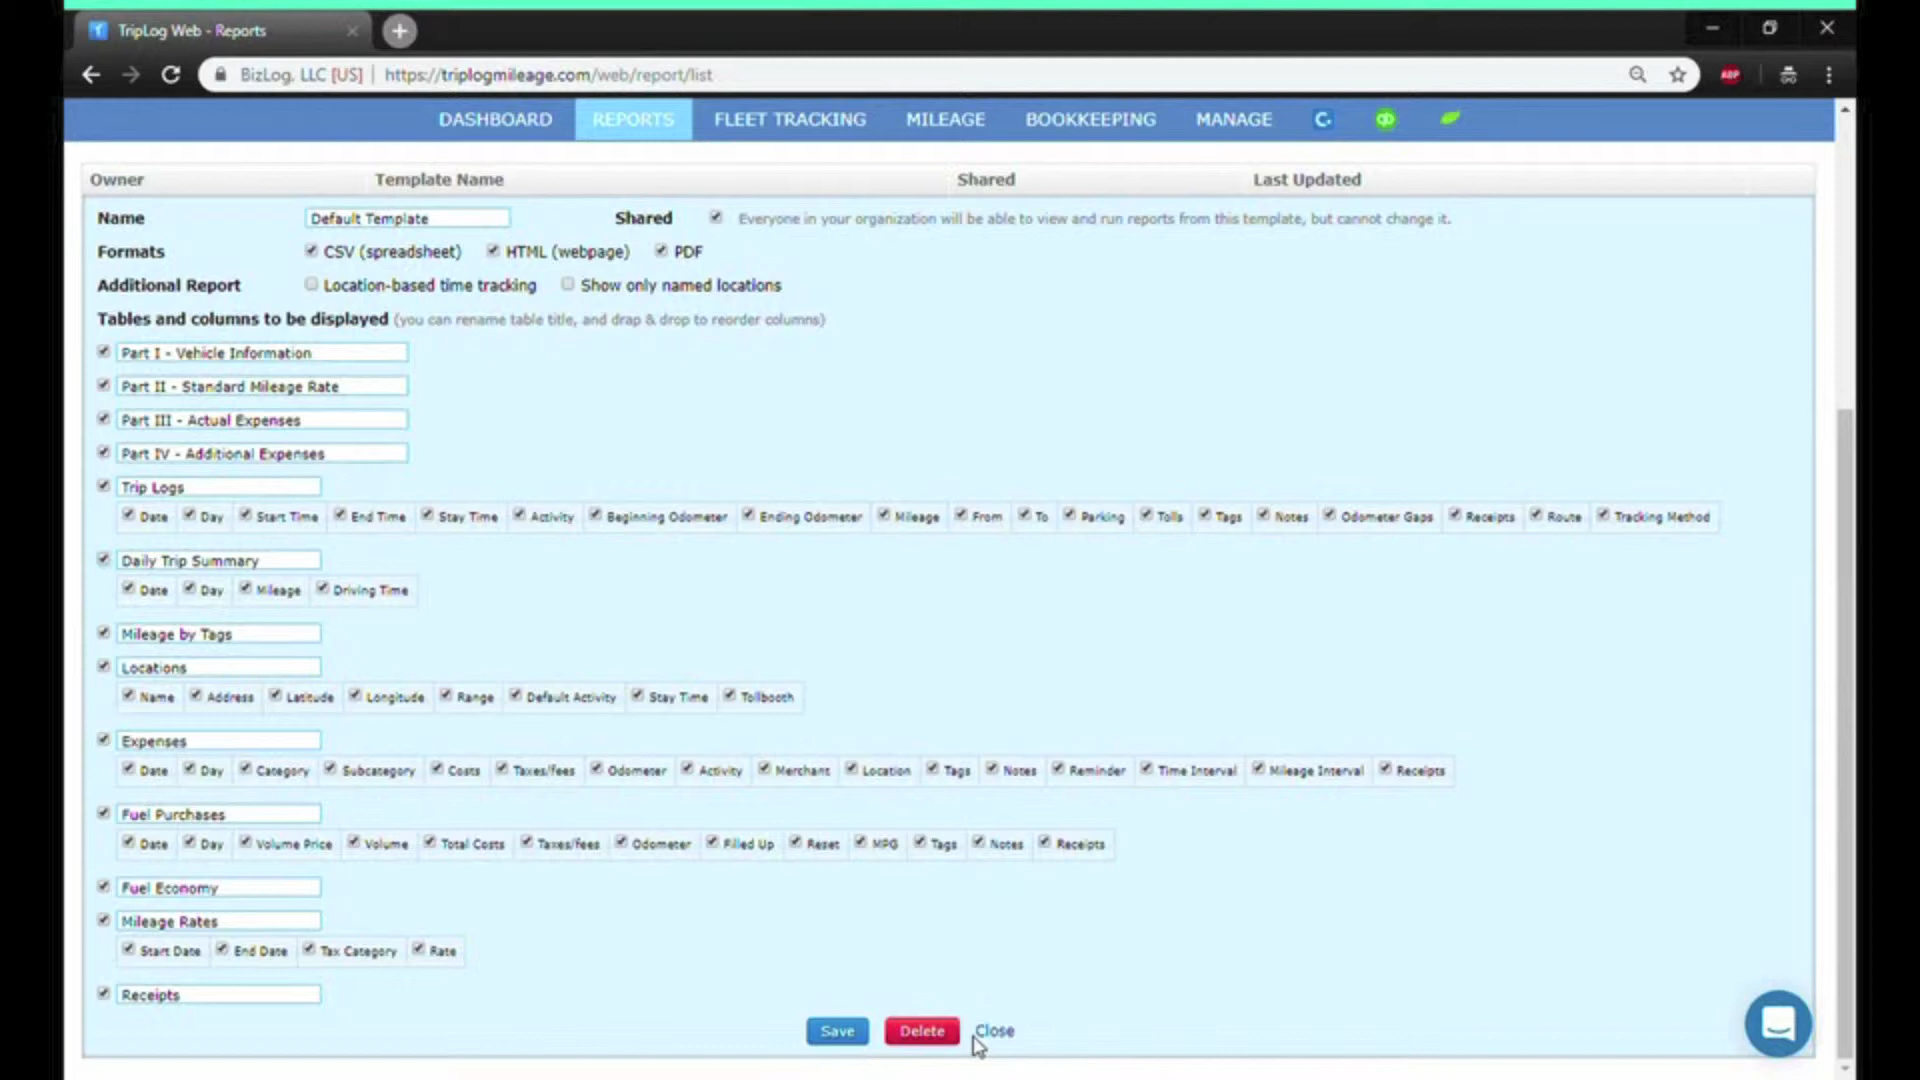 TripLog Web - Reports
BizLog, LLC [US] | https://triplogmileage.com/web/report/list
ABP
DASHBOARD REPORTS FLEET TRACKING MILEAGE BOOKKEEPING MANAGE
Owner Template Name Shared Last Updated
Name Default Template Shared Everyone in your organization will be able to view and run reports from this template, but cannot change it.
Formats CSV (spreadsheet) HTML (webpage) PDF
Additional Report Location-based time tracking Show only named locations
Tables and columns to be displayed (you can rename table title, and drap & drop to reorder columns)
Part I - Vehicle Information
Part II - Standard Mileage Rate
Part III - Actual Expenses
Part IV - Additional Expenses
Trip Logs
Date Day Start Time End Time Stay Time Activity Beginning Odometer Ending Odometer Mileage From To Parking Tolls Tags Notes Odometer Gaps Receipts Route Tracking Method
Daily Trip Summary
Date Day Mileage Driving Time
Mileage by Tags
Locations
Name Address Latitude Longitude Range Default Activity Stay Time Tollbooth
Expenses
Date Day Category Subcategory Costs Taxes/fees Odometer Activity Merchant Location Tags Notes Reminder Time Interval Mileage Interval Receipts
Fuel Purchases
Date Day Volume Price Volume Total Costs Taxes/fees Odometer Filled Up Reset MPG Tags Notes Receipts
Fuel Economy
Mileage Rates
Start Date End Date Tax Category Rate
Receipts
Save Delete Close